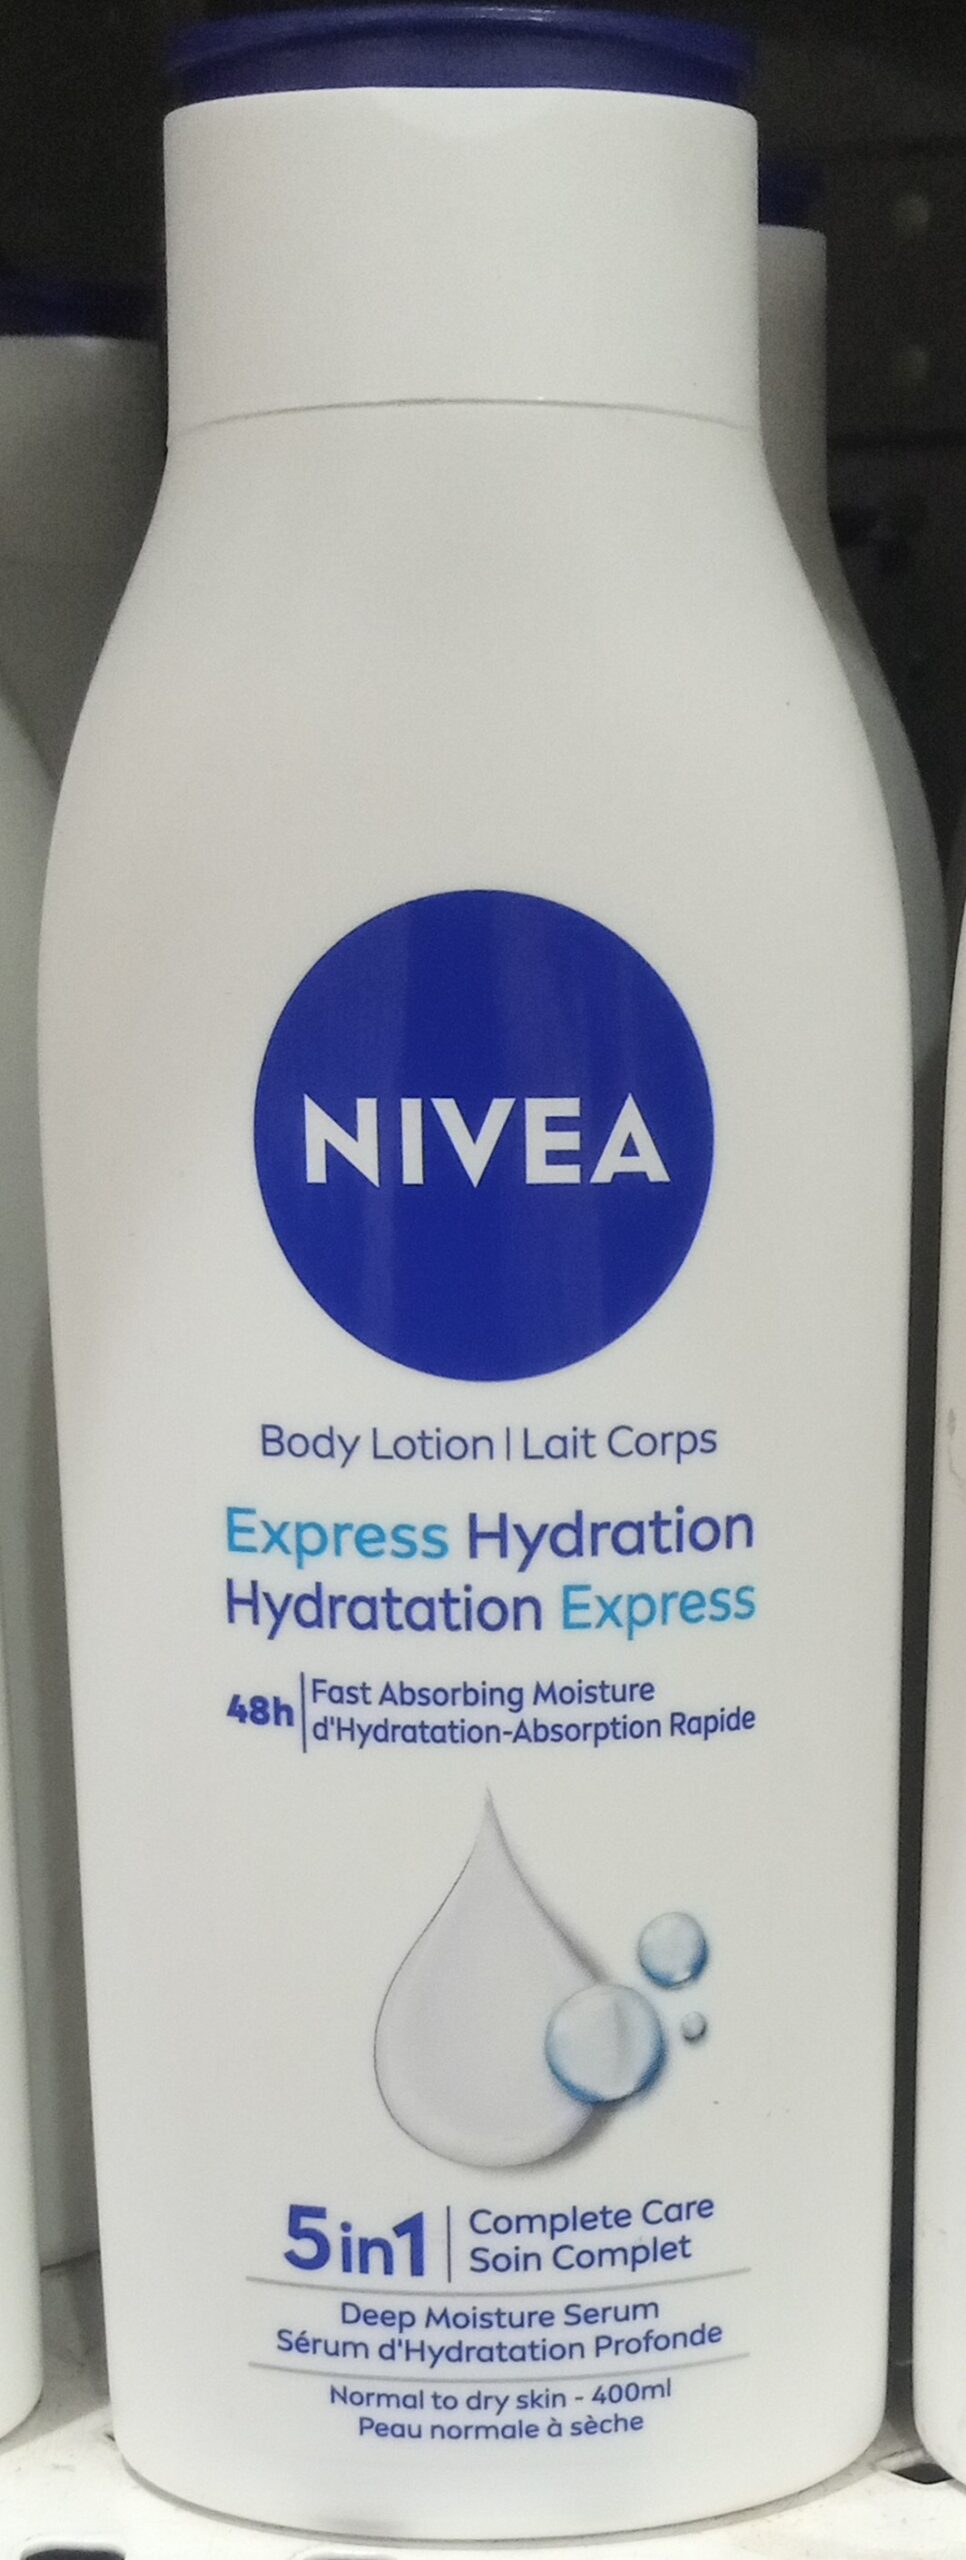 NIVEA
Body Lotion | Lait Corps
Express Hydration
Hydratation Express
48h | Fast Absorbing Moisture
d'Hydratation-Absorption Rapide
5in1 | Complete Care
Soin Complet
Deep Moisture Serum
Sérum d'Hydratation Profonde
Normal to dry skin - 400ml
Peau normale à sèche